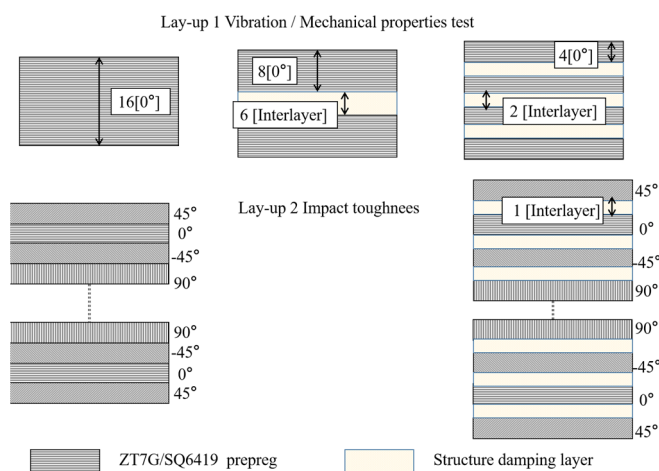 Lay-up 1 Vibration / Mechanical properties test
16[0°]
8[0°]
6 [Interlayer]
4[0°]
2 [Interlayer]
Lay-up 2 Impact toughnees
45°
0°
-45°
90°
90°
-45°
0°
45°
1 [Interlayer]
45°
0°
-45°
90°
90°
-45°
0°
45°
ZT7G/SQ6419 prepreg
Structure damping layer